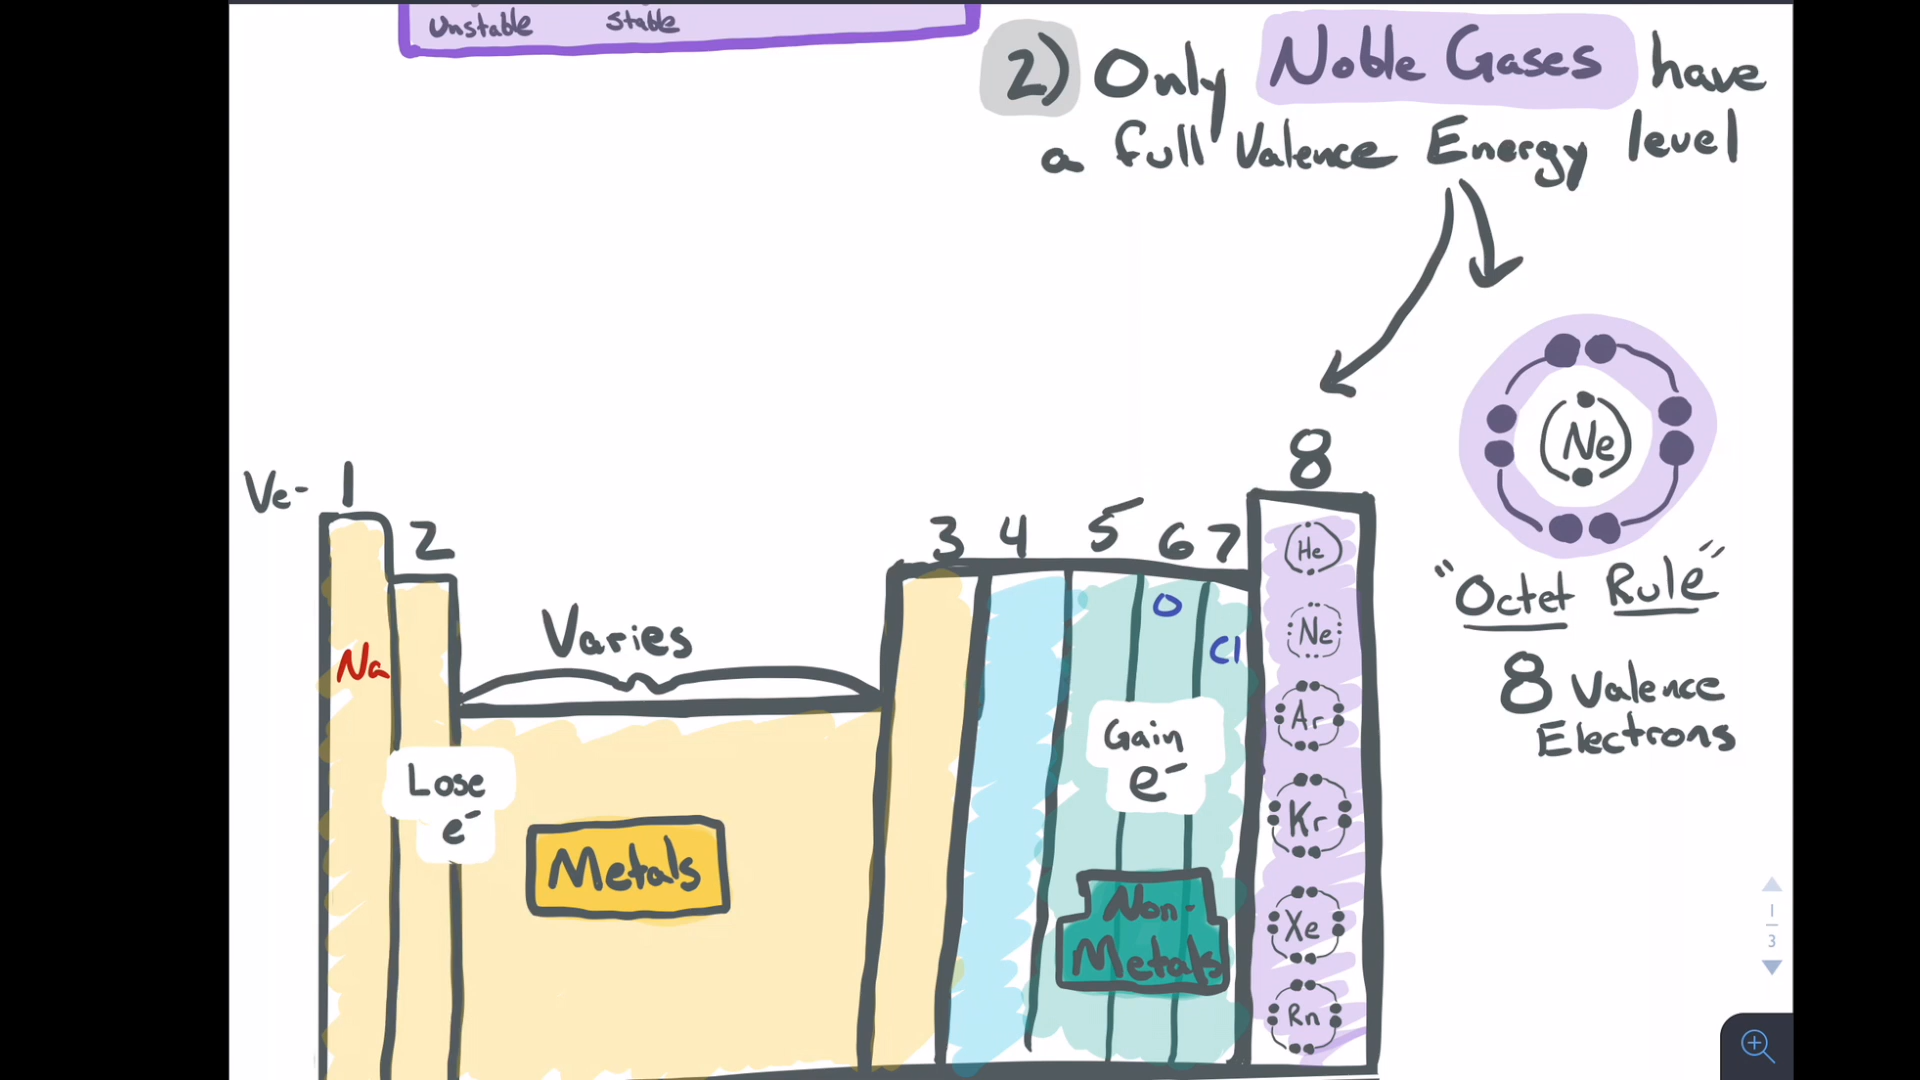 Unstable Stable
2) Only Noble Gases have
a full Valence Energy level
Ne
"Octet Rule"
8 Valence
Electrons
Ve- 1
2
Varies
3 4 5 6 7
8
Na
O
Cl
He
Ne
Ar
Kr
Xe
Rn
Lose
e-
Metals
Gain
e-
Non-
Metals
1
3